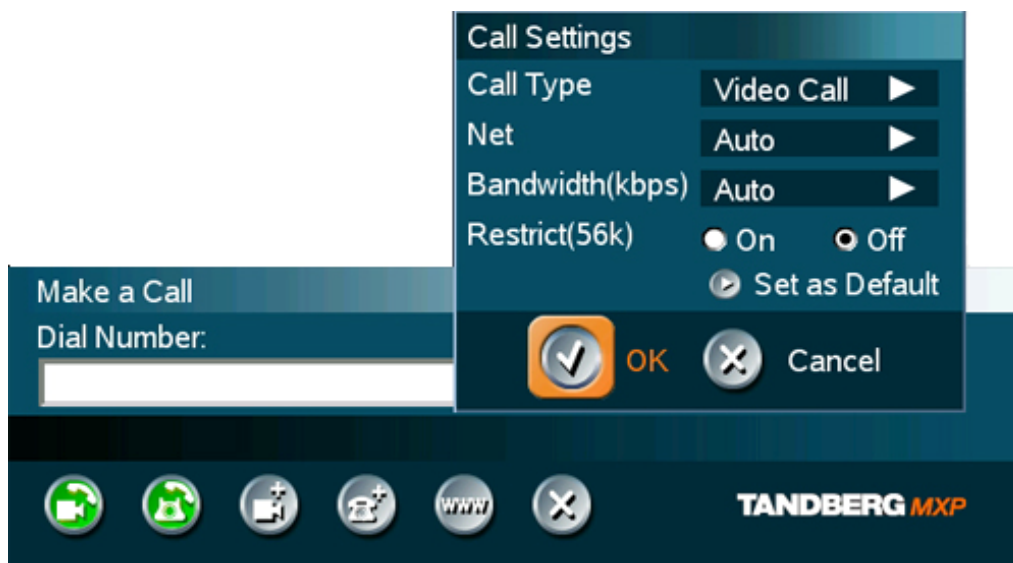 Call Settings
Call Type Video Call
Net Auto
Bandwidth(kbps) Auto
Restrict(56k) On Off
Set as Default
OK Cancel
Make a Call
Dial Number:
www
TANDBERG MXP